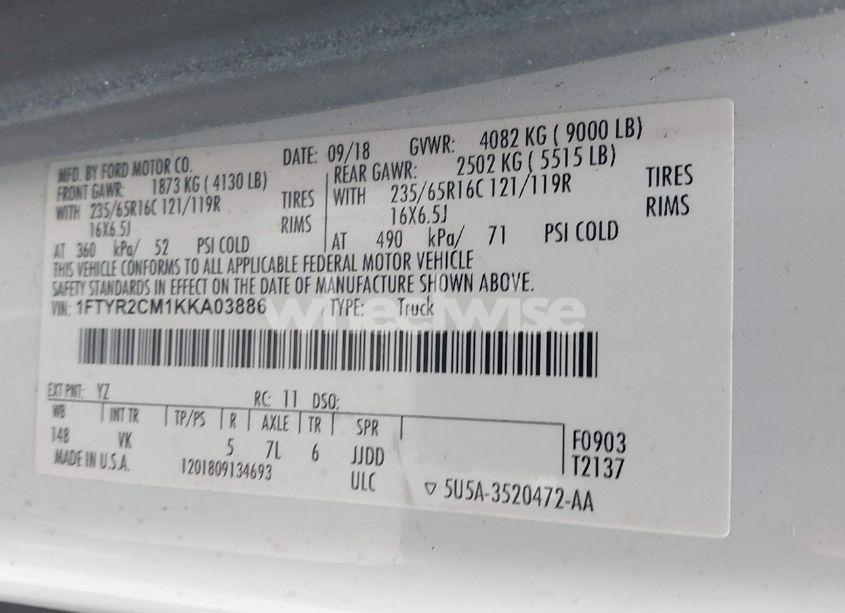 MFD. BY FORD MOTOR CO. DATE: 09/18 GVWR: 4082 KG ( 9000 LB)
FRONT GAWR: 1873 KG ( 4130 LB) REAR GAWR: 2502 KG ( 5515 LB)
WITH 235/65R16C 121/119R TIRES WITH 235/65R16C 121/119R TIRES
16X6.5J RIMS 16X6.5J RIMS
AT 360 kPa/ 52 PSI COLD AT 490 kPa/ 71 PSI COLD
THIS VEHICLE CONFORMS TO ALL APPLICABLE FEDERAL MOTOR VEHICLE
SAFETY STANDARDS IN EFFECT ON THE DATE OF MANUFACTURE SHOWN ABOVE.
VIN: 1FTYR2CM1KKA03886 TYPE: Truck
wheelwise
EXT PNT: YZ RC: 11 DSO:
WB INT TR TP/PS R AXLE TR SPR
148 VK 5 7L 6 JJDD F0903
MADE IN U.S.A. 1201809134693 ULC T2137
▽ 5U5A-3520472-AA